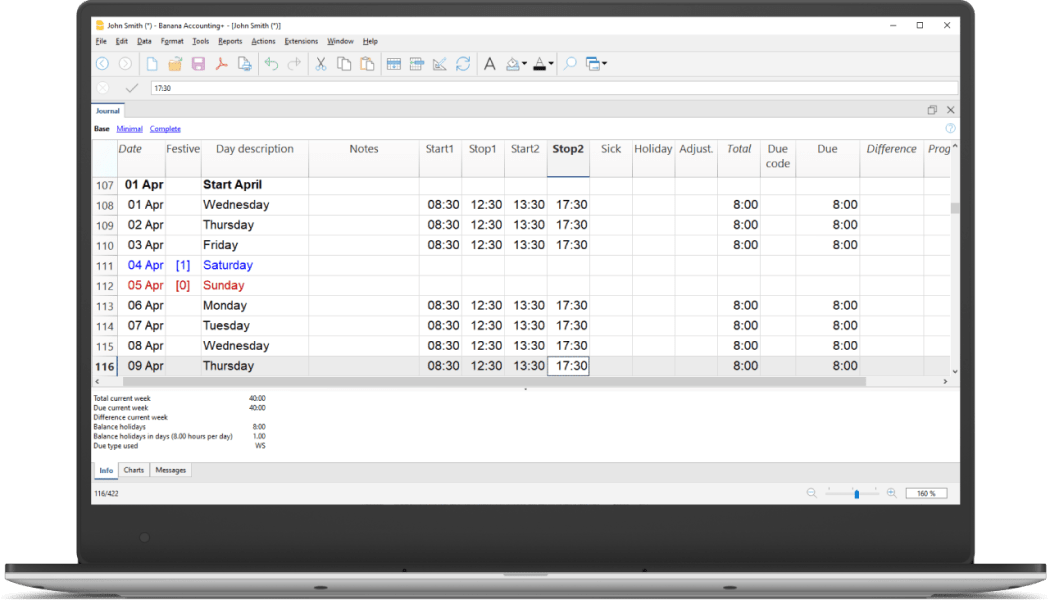 John Smith (*) - Banana Accounting+ - [John Smith (*)]
File Edit Data Format Tools Reports Actions Extensions Window Help
17:30
Journal
Base Minimal Complete
Date Festive Day description Notes Start1 Stop1 Start2 Stop2 Sick Holiday Adjust. Total Due code Due Difference Prog
107 01 Apr Start April
108 01 Apr Wednesday 08:30 12:30 13:30 17:30 8:00 8:00
109 02 Apr Thursday 08:30 12:30 13:30 17:30 8:00 8:00
110 03 Apr Friday 08:30 12:30 13:30 17:30 8:00 8:00
111 04 Apr [1] Saturday
112 05 Apr [0] Sunday
113 06 Apr Monday 08:30 12:30 13:30 17:30 8:00 8:00
114 07 Apr Tuesday 08:30 12:30 13:30 17:30 8:00 8:00
115 08 Apr Wednesday 08:30 12:30 13:30 17:30 8:00 8:00
116 09 Apr Thursday 08:30 12:30 13:30 17:30 8:00 8:00
Total current week 40:00
Due current week 40:00
Difference current week
Balance holidays 8:00
Balance holidays in days (8.00 hours per day) 1.00
Due type used WS
Info Charts Messages
116/422 160 %